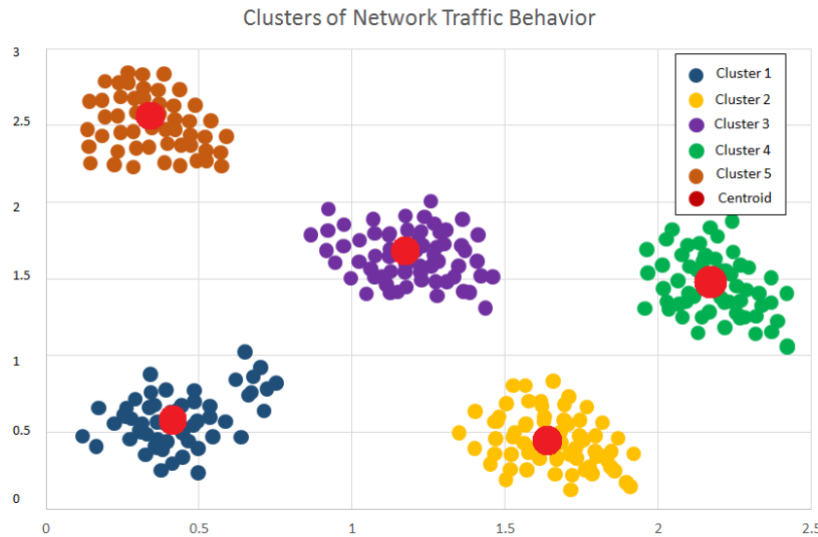 Clusters of Network Traffic Behavior
3
2.5
2
1.5
1
0.5
0
0 0.5 1 1.5 2 2.5
Cluster 1
Cluster 2
Cluster 3
Cluster 4
Cluster 5
Centroid